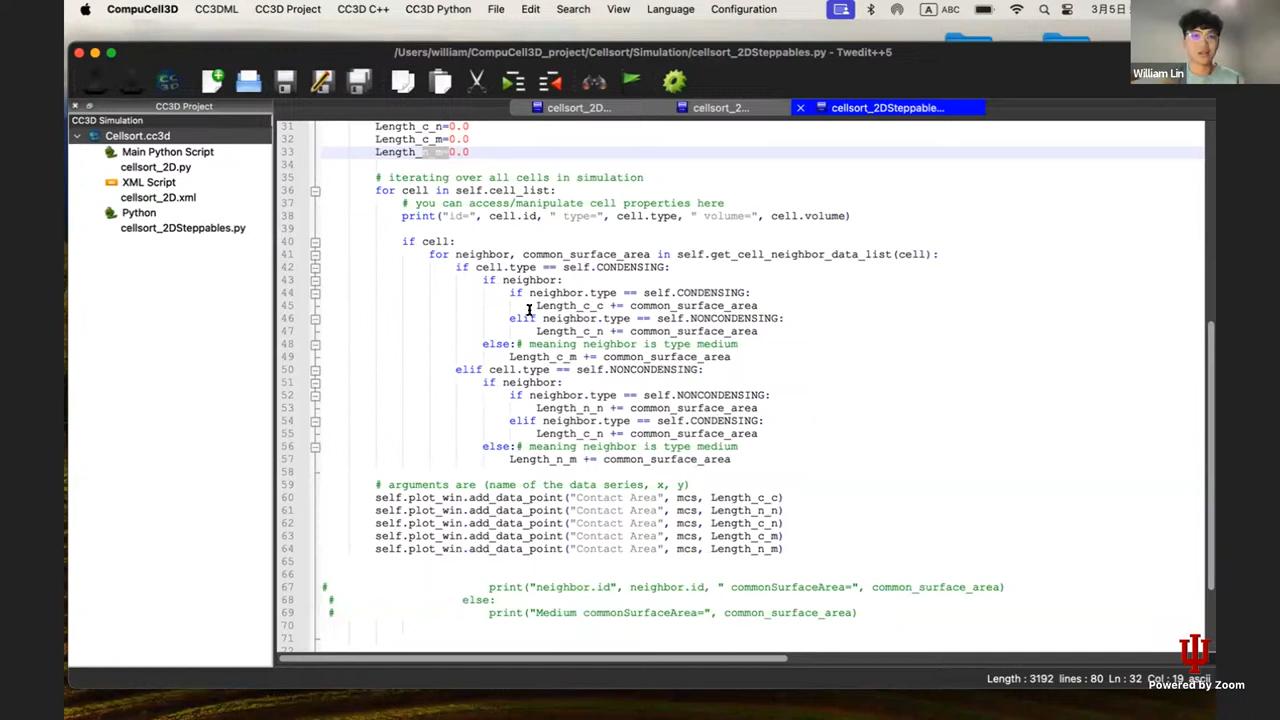 CompuCell3D CC3DML CC3D Project CC3D C++ CC3D Python File Edit Search View Language Configuration A ABC 3月5日
/Users/william/CompuCell3D_project/Cellsort/Simulation/cellsort_2DSteppables.py - Twedit++5
William Lin
CC3D Project
cellsort_2D... cellsort_2... cellsort_2DSteppable...
CC3D Simulation
Cellsort.cc3d
Main Python Script
cellsort_2D.py
XML Script
cellsort_2D.xml
Python
cellsort_2DSteppables.py
31 Length_c_n=0.0
32 Length_c_m=0.0
33 Length_n_m=0.0
34
35 # iterating over all cells in simulation
36 for cell in self.cell_list:
37 # you can access/manipulate cell properties here
38 print("id=", cell.id, " type=", cell.type, " volume=", cell.volume)
39
40 if cell:
41 for neighbor, common_surface_area in self.get_cell_neighbor_data_list(cell):
42 if cell.type == self.CONDENSING:
43 if neighbor:
44 if neighbor.type == self.CONDENSING:
45 Length_c_c += common_surface_area
46 elif neighbor.type == self.NONCONDENSING:
47 Length_c_n += common_surface_area
48 else:# meaning neighbor is type medium
49 Length_c_m += common_surface_area
50 elif cell.type == self.NONCONDENSING:
51 if neighbor:
52 if neighbor.type == self.NONCONDENSING:
53 Length_n_n += common_surface_area
54 elif neighbor.type == self.CONDENSING:
55 Length_c_n += common_surface_area
56 else:# meaning neighbor is type medium
57 Length_n_m += common_surface_area
58
59 # arguments are (name of the data series, x, y)
60 self.plot_win.add_data_point("Contact Area", mcs, Length_c_c)
61 self.plot_win.add_data_point("Contact Area", mcs, Length_n_n)
62 self.plot_win.add_data_point("Contact Area", mcs, Length_c_n)
63 self.plot_win.add_data_point("Contact Area", mcs, Length_c_m)
64 self.plot_win.add_data_point("Contact Area", mcs, Length_n_m)
65
66
67 # print("neighbor.id", neighbor.id, " commonSurfaceArea=", common_surface_area)
68 # else:
69 # print("Medium commonSurfaceArea=", common_surface_area)
70
71
72
Length : 3192 lines : 80 Ln : 32 Col : 19 ascii
Powered by Zoom